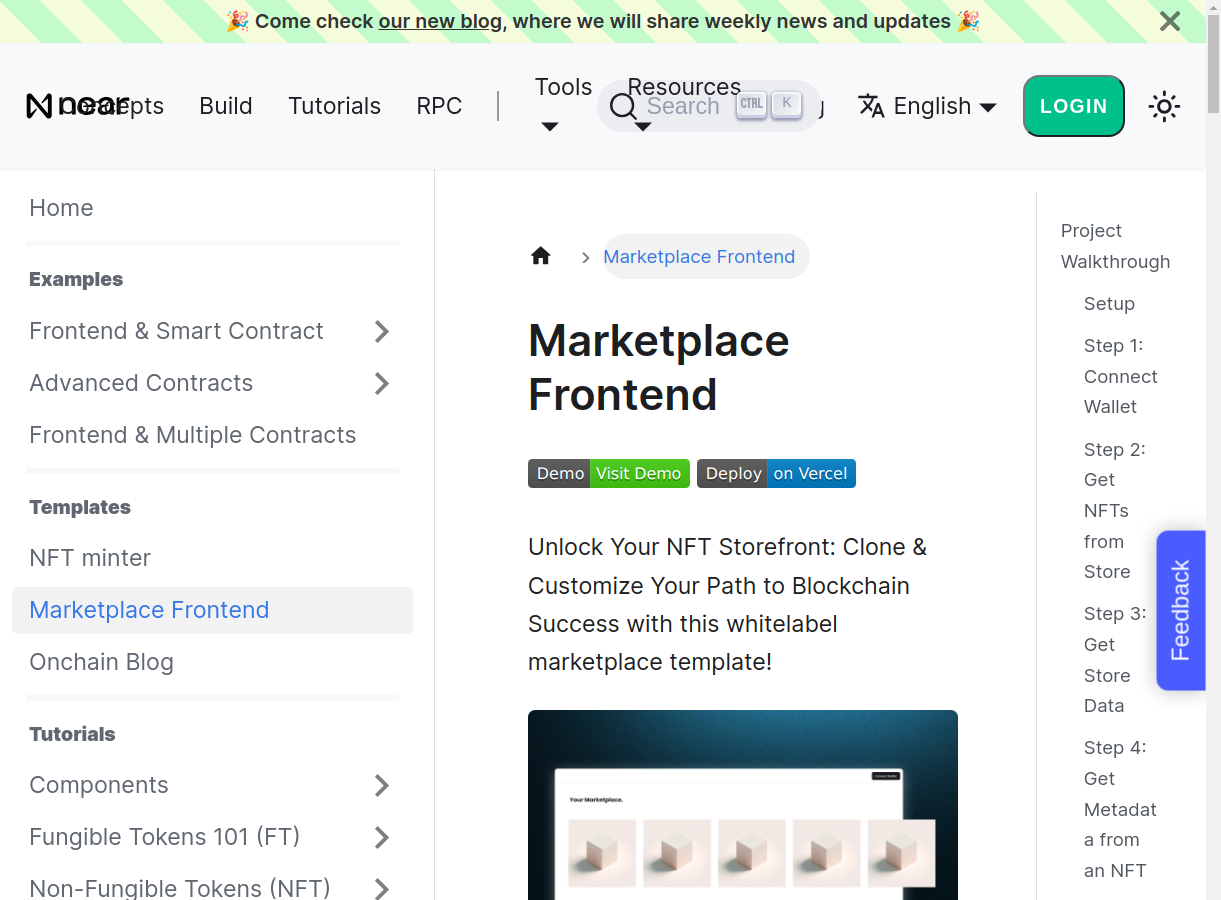 🎉 Come check our new blog, where we will share weekly news and updates 🎉
near
Concepts
Build
Tutorials
RPC
Tools
Resources
Search
CTRL
K
English
LOGIN
Home
Examples
Frontend & Smart Contract
Advanced Contracts
Frontend & Multiple Contracts
Templates
NFT minter
Marketplace Frontend
Onchain Blog
Tutorials
Components
Fungible Tokens 101 (FT)
Non-Fungible Tokens (NFT)
Marketplace Frontend
Marketplace
Frontend
Demo Visit Demo
Deploy on Vercel
Unlock Your NFT Storefront: Clone &
Customize Your Path to Blockchain
Success with this whitelabel
marketplace template!
Your Marketplace.
Project
Walkthrough
Setup
Step 1:
Connect
Wallet
Step 2:
Get
NFTs
from
Store
Step 3:
Get
Store
Data
Step 4:
Get
Metadat
a from
an NFT
Feedback